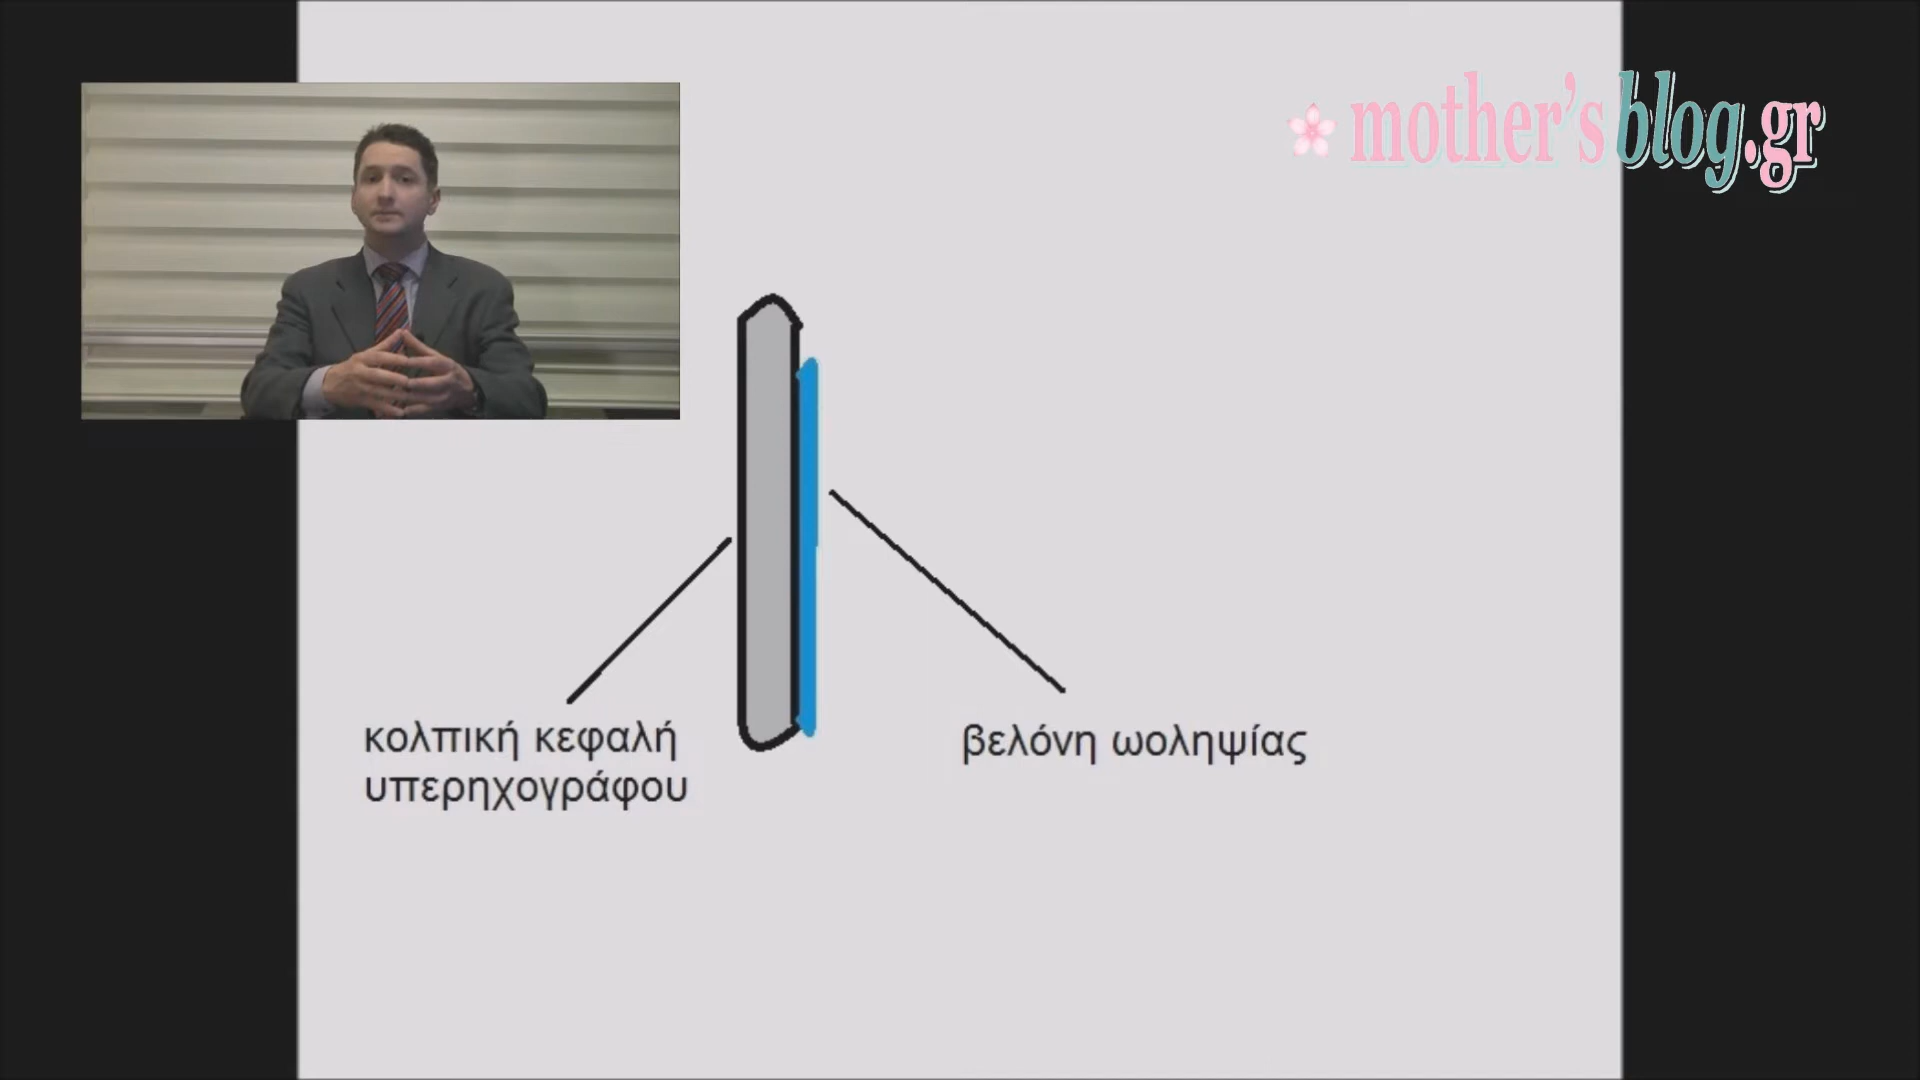 mother's blog.gr
κολπική κεφαλή
υπερηχογράφου
βελόνη ωοληψίας